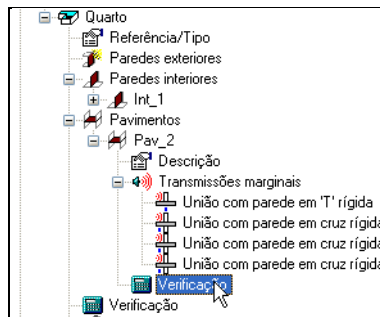 Quarto
Referência/Tipo
Paredes exteriores
Paredes interiores
Int_1
Pavimentos
Pav_2
Descrição
Transmissões marginais
União com parede em 'T' rígida
União com parede em cruz rígida
União com parede em cruz rígida
União com parede em cruz rígida
Verificação
Verificação